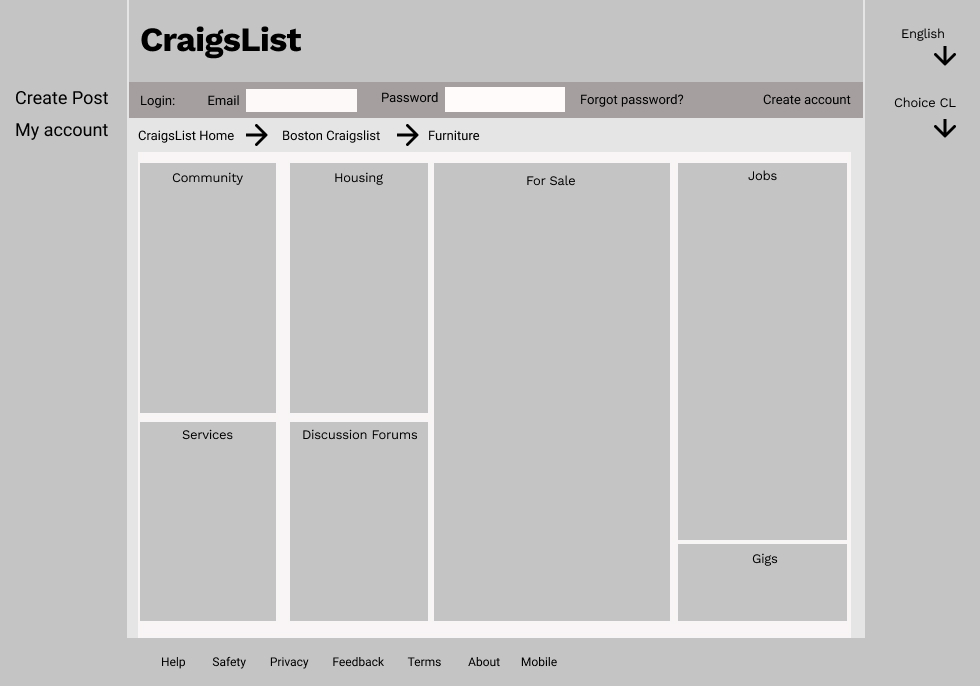 CraigsList
English
Create Post
My account
Login: Email Password Forgot password? Create account
Choice CL
CraigsList Home Boston Craigslist Furniture
Community Housing For Sale Jobs
Services Discussion Forums
Gigs
Help Safety Privacy Feedback Terms About Mobile